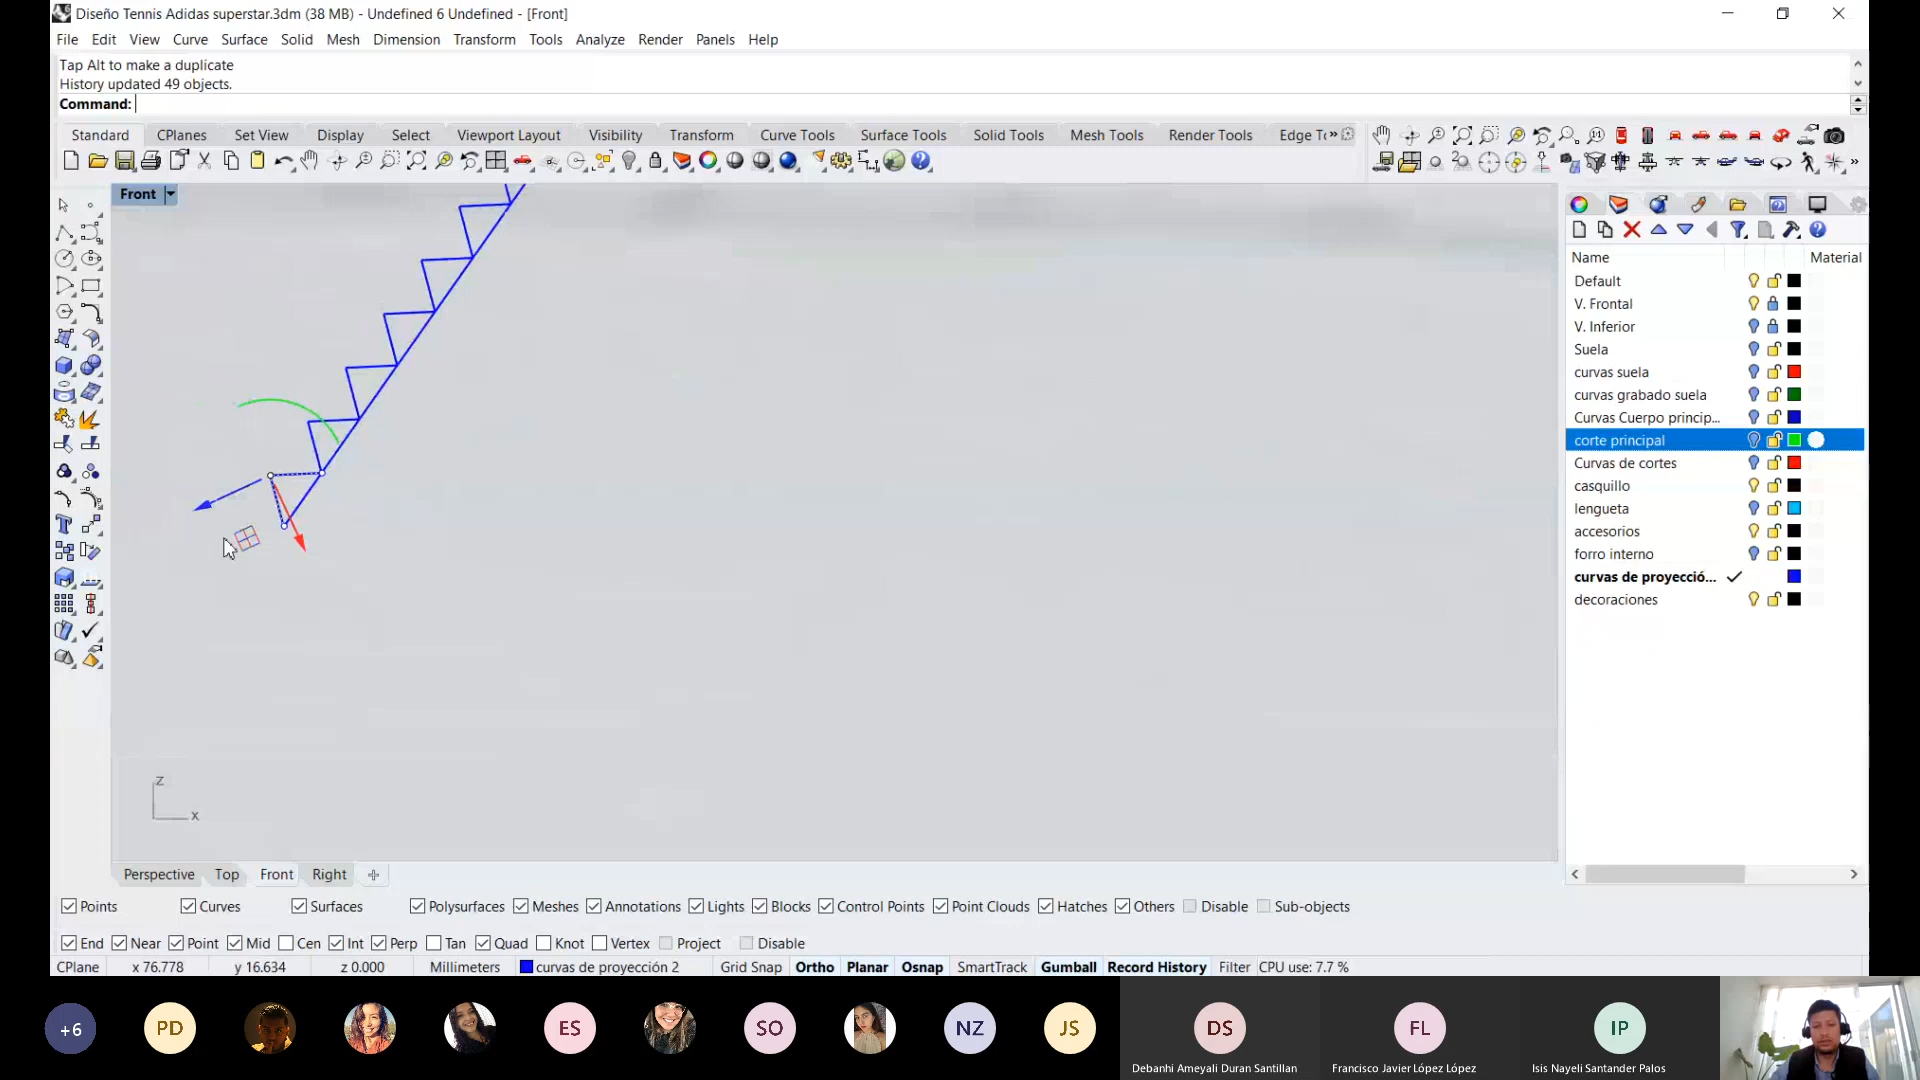 Diseño Tennis Adidas superstar.3dm (38 MB) - Undefined 6 Undefined - [Front]
File Edit View Curve Surface Solid Mesh Dimension Transform Tools Analyze Render Panels Help
Tap Alt to make a duplicate
History updated 49 objects.
Command:
Standard CPlanes Set View Display Select Viewport Layout Visibility Transform Curve Tools Surface Tools Solid Tools Mesh Tools Render Tools Edge To
Front
Name Material
Default
V. Frontal
V. Inferior
Suela
curvas suela
curvas grabado suela
Curvas Cuerpo princip...
corte principal
Curvas de cortes
casquillo
lengueta
accesorios
forro interno
curvas de proyecció...
decoraciones
z
x
Perspective Top Front Right
Points Curves Surfaces Polysurfaces Meshes Annotations Lights Blocks Control Points Point Clouds Hatches Others Disable Sub-objects
End Near Point Mid Cen Int Perp Tan Quad Knot Vertex Project Disable
CPlane x 76.778 y 16.634 z 0.000 Millimeters curvas de proyección 2 Grid Snap Ortho Planar Osnap SmartTrack Gumball Record History Filter CPU use: 7.7 %
+6 PD ES SO NZ JS DS FL IP
Debanhi Ameyali Duran Santillan Francisco Javier López López Isis Nayeli Santander Palos